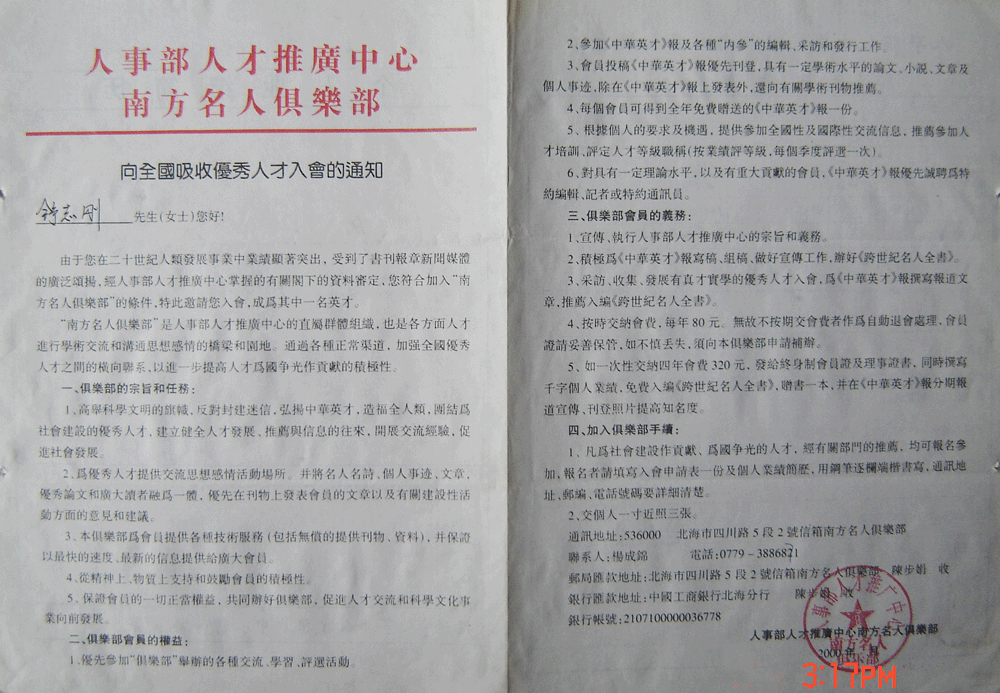 人事部人才推廣中心
南方名人俱樂部
向全國吸收優秀人才入會的通知
志剛 先生(女士)您好!
由于您在二十世紀人類發展事業中業績顯著突出，受到了書刊報章新聞媒體
的廣泛頌揚，經人事部人才推廣中心掌握的有關閣下的資料審定，您符合加入“南
方名人俱樂部”的條件，特此邀請您入會，成爲其中一名英才。
“南方名人俱樂部”是人事部人才推廣中心的直屬群體組織，也是各方面人才
進行學術交流和溝通思想感情的橋梁和園地。通過各種正常渠道，加强全國優秀
人才之間的橫向聯系，以進一步提高人才爲國争光作貢獻的積極性。
一、俱樂部的宗旨和任務：
1、高舉科學文明的旗幟，反對封建迷信，弘揚中華英才，造福全人類，團結爲
社會建設的優秀人才，建立健全人才發展、推薦與信息的往來，開展交流經驗，促
進社會發展。
2、爲優秀人才提供交流思想感情活動場所。并將名人名詩，個人事迹，文章，
優秀論文和廣大讀者融爲一體，優先在刊物上發表會員的文章以及有關建設性活
動方面的意見和建議。
3、本俱樂部爲會員提供各種技術服務(包括無償的提供刊物、資料)，并保證
以最快的速度、最新的信息提供給廣大會員。
4、從精神上、物質上支持和鼓勵會員的積極性。
5、保證會員的一切正當權益，共同辦好俱樂部，促進人才交流和科學文化事
業向前發展。
二、俱樂部會員的權益：
1、優先參加“俱樂部”舉辦的各種交流、學習、評選活動。
2、參加《中華英才》報及各種“内參”的編輯、采訪和發行工作。
3、會員投稿《中華英才》報優先刊登，具有一定學術水平的論文、小說、文章及
個人事迹，除在《中華英才》報上發表外，還向有關學術刊物推薦。
4、每個會員可得到全年免費贈送的《中華英才》報一份。
5、根據個人的要求及機遇，提供參加全國性及國際性交流信息，推薦參加人
才培訓、評定人才等級職稱(按業績評等級，每個季度評選一次)。
6、對具有一定理論水平，以及有重大貢獻的會員，《中華英才》報優先誠聘爲特
約編輯、記者或特約通訊員。
三、俱樂部會員的義務：
1、宣傳、執行人事部人才推廣中心的宗旨和義務。
2、積極爲《中華英才》報寫稿、組稿、做好宣傳工作，辦好《跨世紀名人全書》。
3、采訪、收集、發展有真才實學的優秀人才入會，爲《中華英才》報撰寫報道文
章，推薦入編《跨世紀名人全書》。
4、按時交納會費，每年 80 元。無故不按期交會費者作爲自動退會處理，會員
證請妥善保管，如不慎丢失，須向本俱樂部申請補辦。
5、如一次性交納四年會費 320 元，發給終身制會員證及理事證書，同時撰寫
千字個人業績，免費入編《跨世紀名人全書》，贈書一本，并在《中華英才》報分期報
道宣傳、刊登照片提高知名度。
四、加入俱樂部手續：
1、凡爲社會建設作貢獻、爲國争光的人才，經有關部門的推薦，均可報名參
加，報名者請填寫入會申請表一份及個人業績簡歷，用鋼筆逐欄端楷書寫，通訊地
址、郵編、電話號碼要詳細清楚。
2、交個人一寸近照三張。
通訊地址：536000 北海市四川路 5 段 2 號信箱南方名人俱樂部
聯系人：楊成錦 電話：0779－3886821
郵局匯款地址：北海市四川路 5 段 2 號信箱南方名人俱樂部 陳步娟 收
銀行匯款地址：中國工商銀行北海分行 陳步娟 收
銀行帳號：21071000000036778
人事部人才推廣中心南方名人俱樂部
2000 年 月
人事部人才推广中心
南方名人
俱乐部
3:17PM